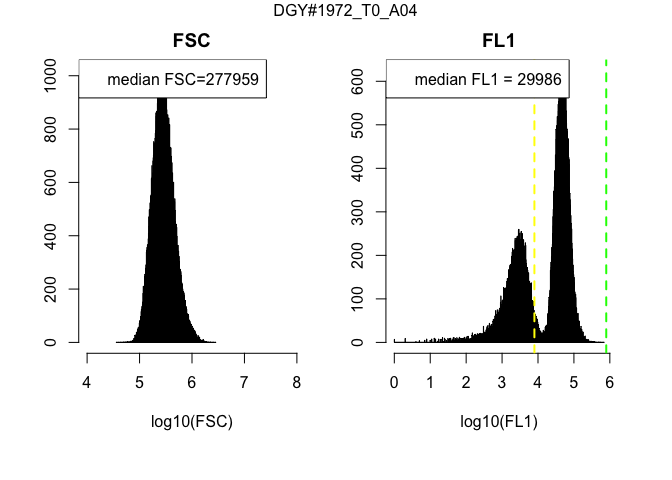 DGY#1972_T0_A04
FSC
median FSC=277959
0 200 400 600 800 1000
4 5 6 7 8
log10(FSC)
FL1
median FL1 = 29986
0 100 200 300 400 500 600
0 1 2 3 4 5 6
log10(FL1)